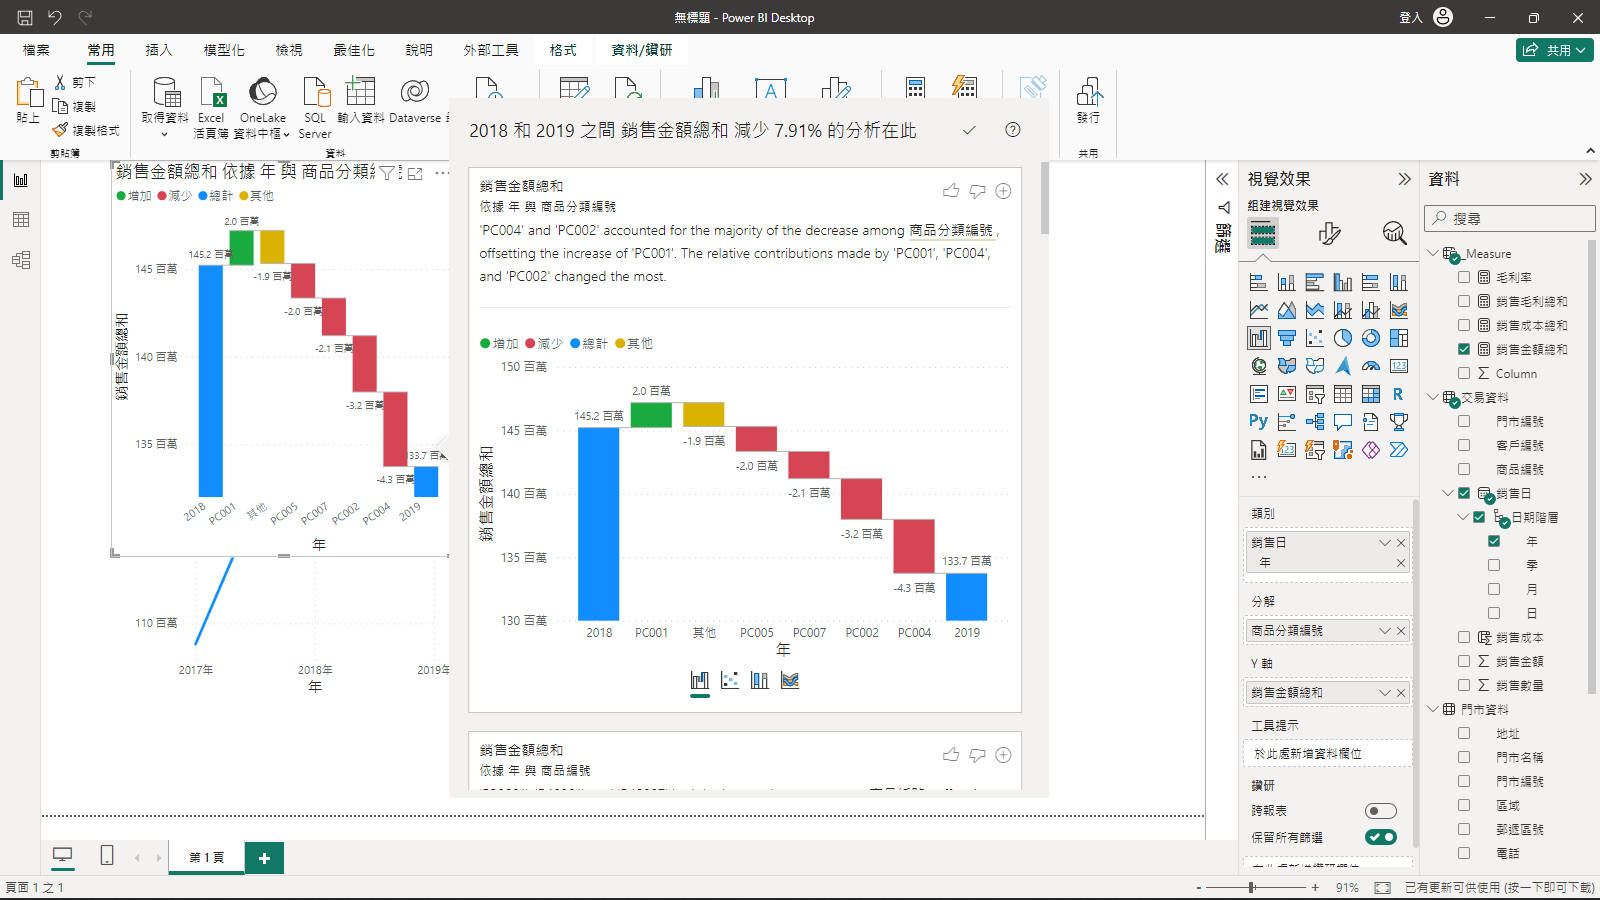 無標題 - Power BI Desktop
登入
檔案 常用 插入 模型化 檢視 最佳化 說明 外部工具 格式 資料/鑽研
共用
貼上
剪下
複製
複製格式
剪貼簿
取得資料
Excel
活頁簿
OneLake
資料中樞
SQL
Server
輸入資料
Dataverse
資料
發行
共用
銷售金額總和 依據 年 與 商品分類
增加 減少 總計 其他
2.0 百萬
145.2 百萬
-1.9 百萬
-2.0 百萬
-2.1 百萬
-3.2 百萬
-4.3 百萬
145 百萬
140 百萬
135 百萬
銷售金額總和
2018 PC001 其他 PC005 PC007 PC002 PC004 2019
年
110 百萬
2017年 2018年 2019年
年
2018 和 2019 之間 銷售金額總和 減少 7.91% 的分析在此
銷售金額總和
依據 年 與 商品分類編號
'PC004' and 'PC002' accounted for the majority of the decrease among 商品分類編號 ,
offsetting the increase of 'PC001'. The relative contributions made by 'PC001', 'PC004',
and 'PC002' changed the most.
增加 減少 總計 其他
150 百萬
145 百萬
140 百萬
135 百萬
130 百萬
銷售金額總和
145.2 百萬
2.0 百萬
-1.9 百萬
-2.0 百萬
-2.1 百萬
-3.2 百萬
-4.3 百萬
133.7 百萬
2018 PC001 其他 PC005 PC007 PC002 PC004 2019
年
銷售金額總和
依據 年 與 商品編號
篩選
視覺效果
組建視覺效果
R
Py
123
類別
銷售日
年
分解
商品分類編號
Y 軸
銷售金額總和
工具提示
於此處新增資料欄位
鑽研
跨報表
保留所有篩選
資料
搜尋
_Measure
毛利率
銷售毛利總和
銷售成本總和
銷售金額總和
Column
交易資料
門市編號
客戶編號
商品編號
銷售日
日期階層
年
季
月
日
銷售成本
銷售金額
銷售數量
門市資料
地址
門市名稱
門市編號
區域
郵遞區號
電話
第 1 頁
頁面 1 之 1
- + 91%
已有更新可供使用 (按一下即可下載)